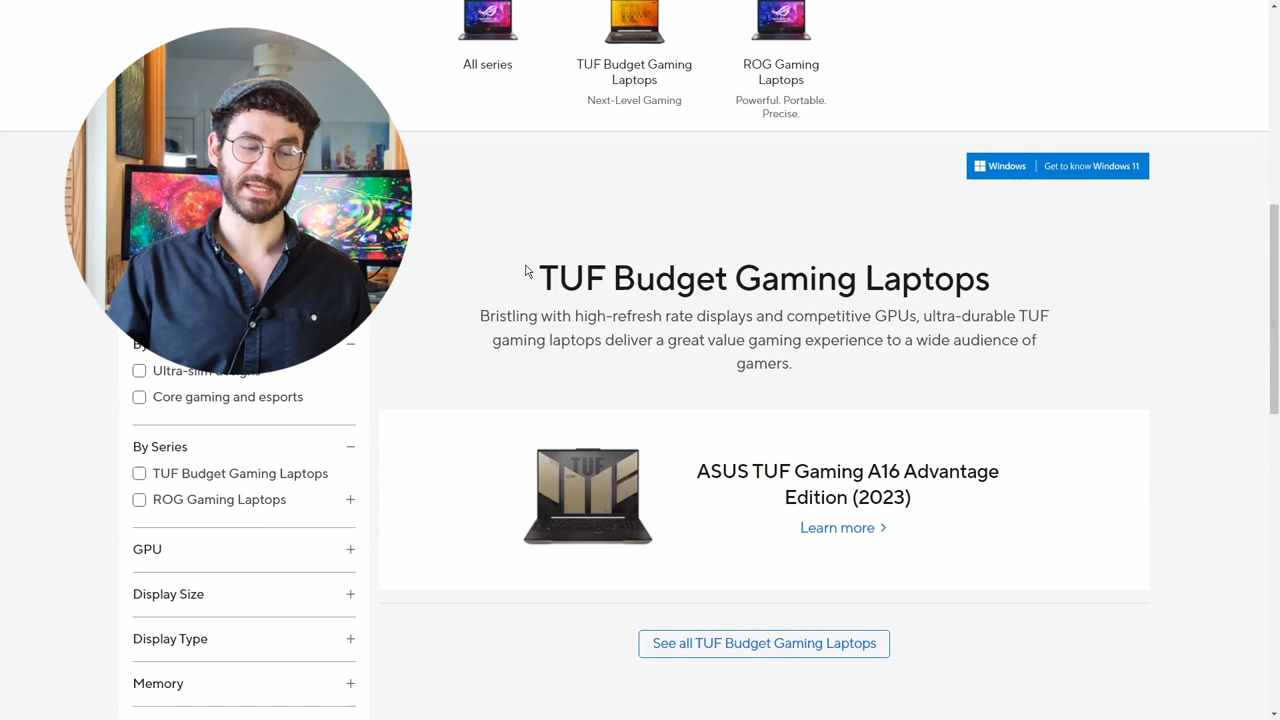 All series
TUF Budget Gaming
Laptops
Next-Level Gaming
ROG Gaming
Laptops
Powerful. Portable.
Precise.
Windows
Get to know Windows 11
TUF Budget Gaming Laptops
Bristling with high-refresh rate displays and competitive GPUs, ultra-durable TUF
gaming laptops deliver a great value gaming experience to a wide audience of
gamers.
Core gaming and esports
By Series
TUF Budget Gaming Laptops
ROG Gaming Laptops
GPU
Display Size
Display Type
Memory
TUF
ASUS TUF Gaming A16 Advantage
Edition (2023)
Learn more
See all TUF Budget Gaming Laptops